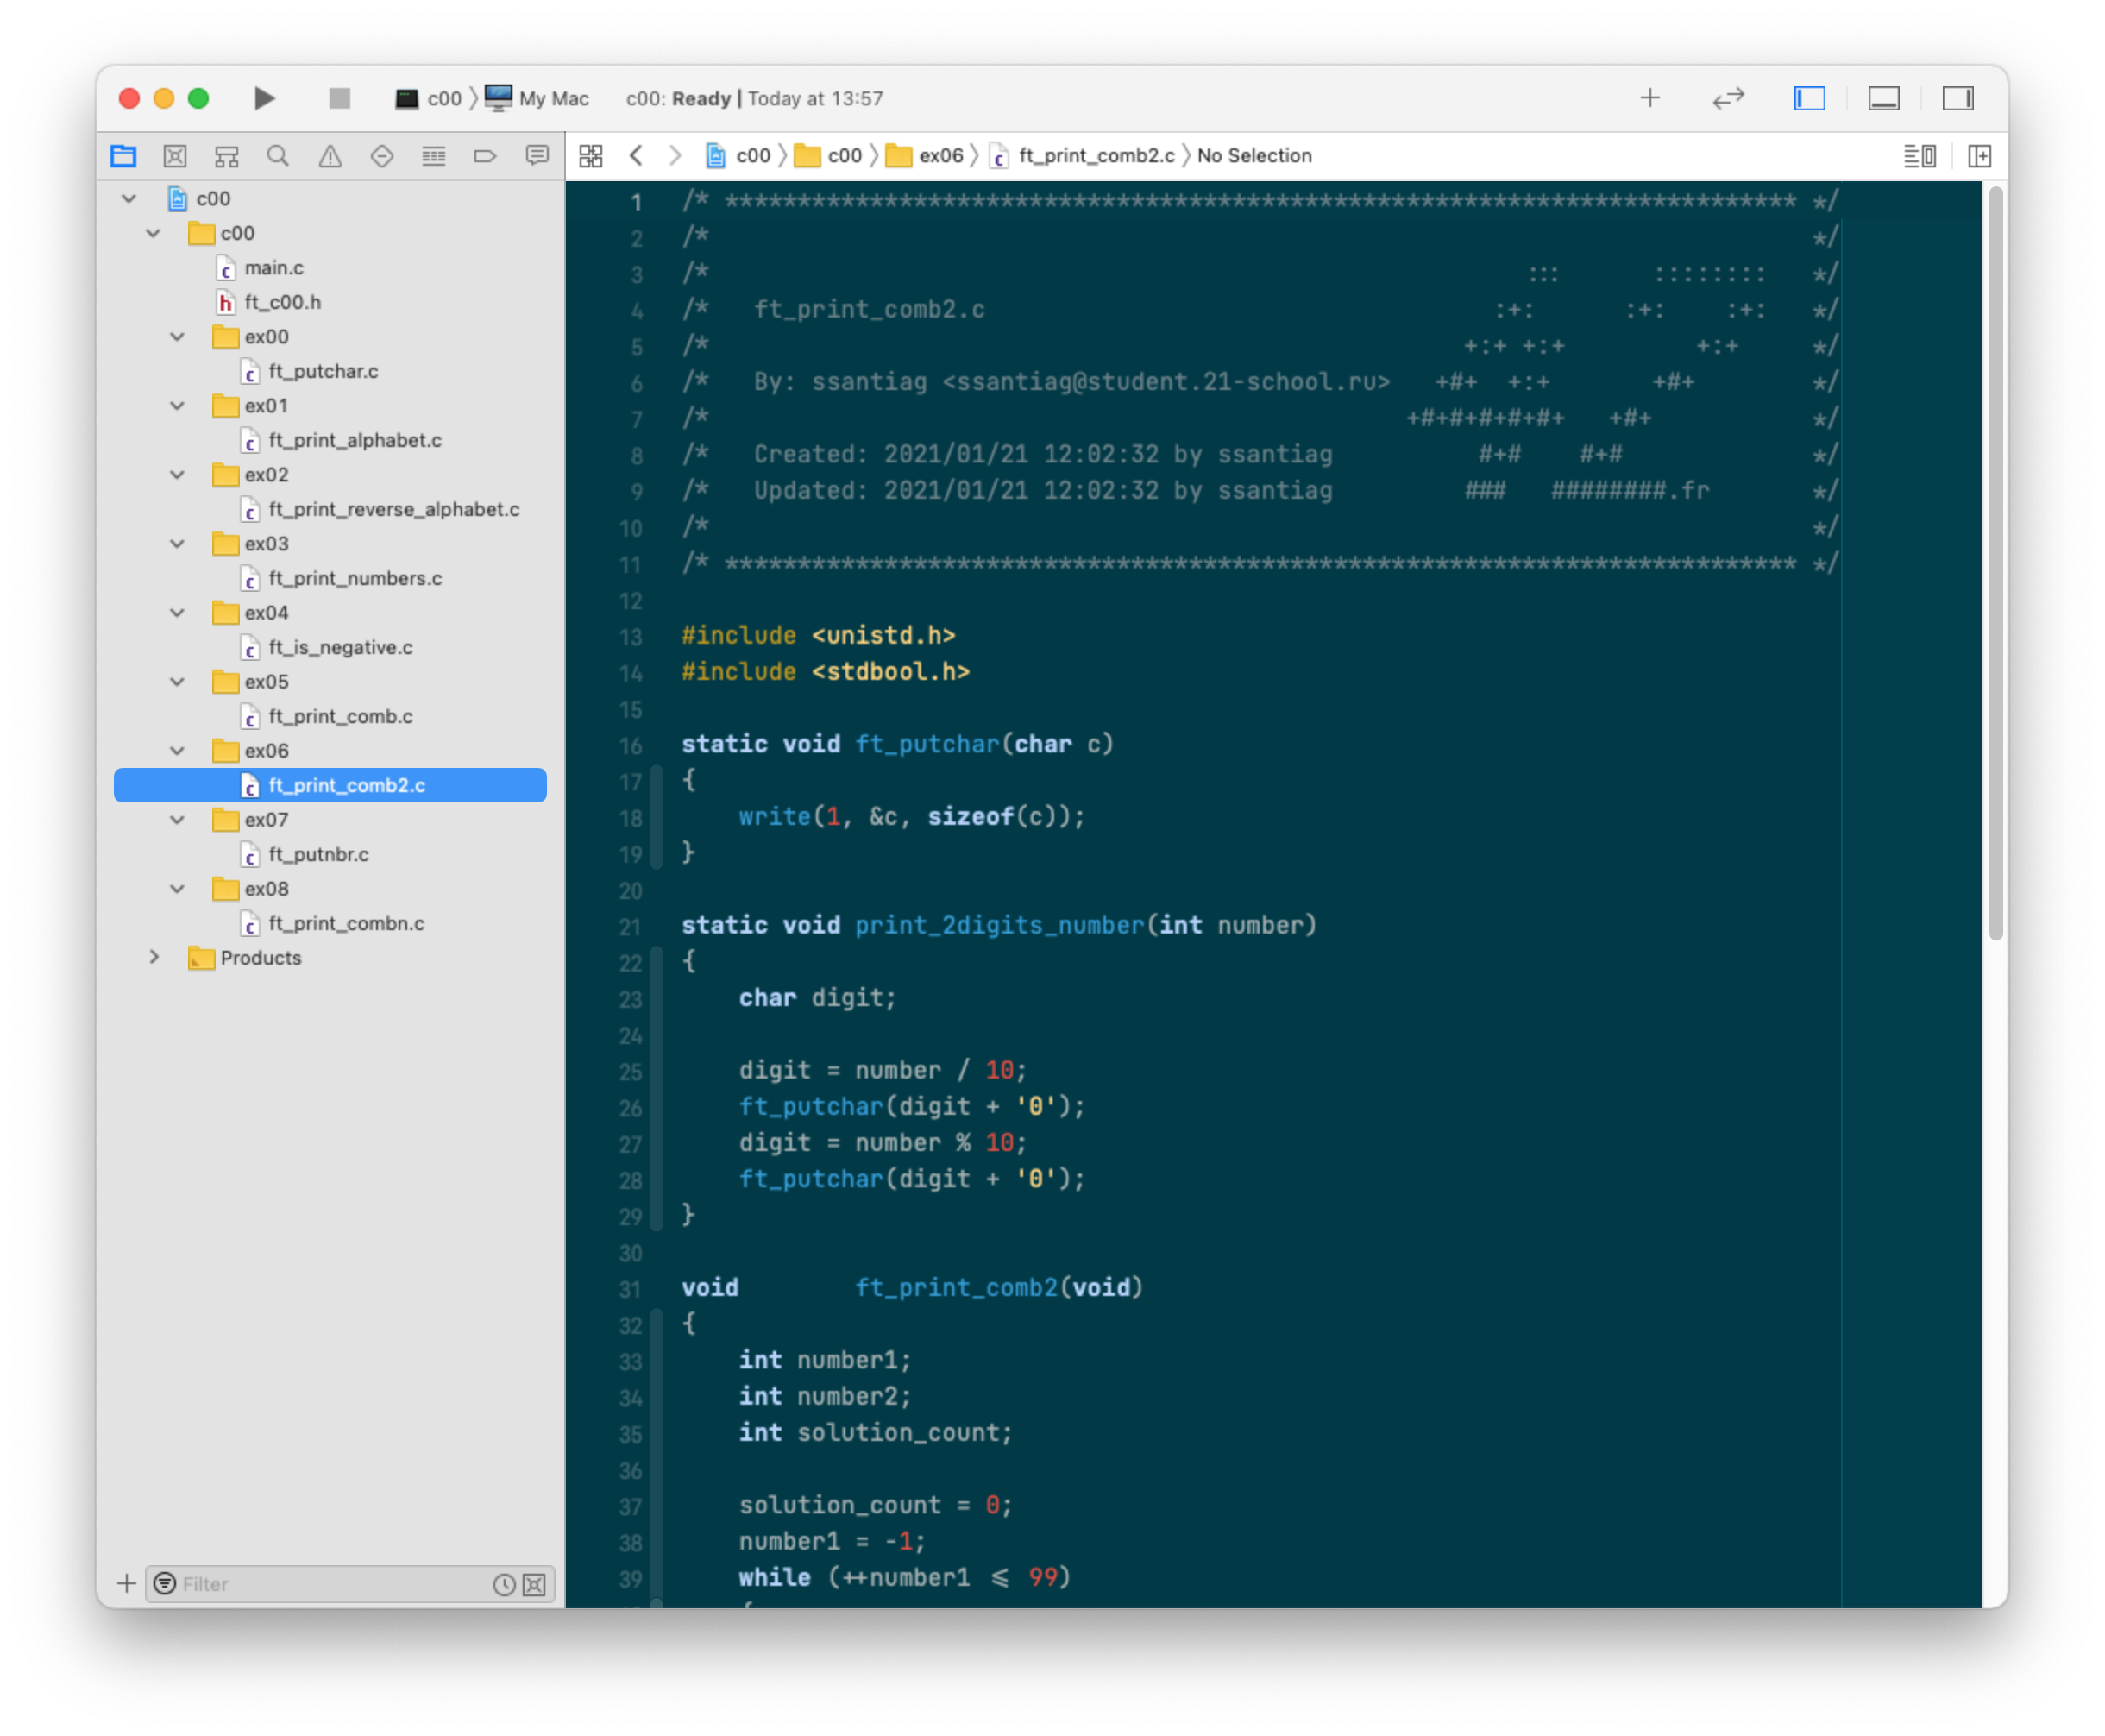 c00 〉 My Mac c00: Ready | Today at 13:57
c00 〉 c00 〉 ex06 〉 ft_print_comb2.c 〉 No Selection
c00
c00
main.c
ft_c00.h
ex00
ft_putchar.c
ex01
ft_print_alphabet.c
ex02
ft_print_reverse_alphabet.c
ex03
ft_print_numbers.c
ex04
ft_is_negative.c
ex05
ft_print_comb.c
ex06
ft_print_comb2.c
ex07
ft_putnbr.c
ex08
ft_print_combn.c
Products
Filter
1 /* ************************************************************************** */
2 /*                                                                            */
3 /*                                                        :::      ::::::::   */
4 /*   ft_print_comb2.c                                   :+:      :+:    :+:   */
5 /*                                                    +:+ +:+         +:+     */
6 /*   By: ssantiag <ssantiag@student.21-school.ru>   +#+  +:+       +#+        */
7 /*                                                +#+#+#+#+#+   +#+           */
8 /*   Created: 2021/01/21 12:02:32 by ssantiag          #+#    #+#             */
9 /*   Updated: 2021/01/21 12:02:32 by ssantiag         ###   ########.fr       */
10 /*                                                                            */
11 /* ************************************************************************** */
12
13 #include <unistd.h>
14 #include <stdbool.h>
15
16 static void ft_putchar(char c)
17 {
18     write(1, &c, sizeof(c));
19 }
20
21 static void print_2digits_number(int number)
22 {
23     char digit;
24
25     digit = number / 10;
26     ft_putchar(digit + '0');
27     digit = number % 10;
28     ft_putchar(digit + '0');
29 }
30
31 void        ft_print_comb2(void)
32 {
33     int number1;
34     int number2;
35     int solution_count;
36
37     solution_count = 0;
38     number1 = -1;
39     while (++number1 <= 99)